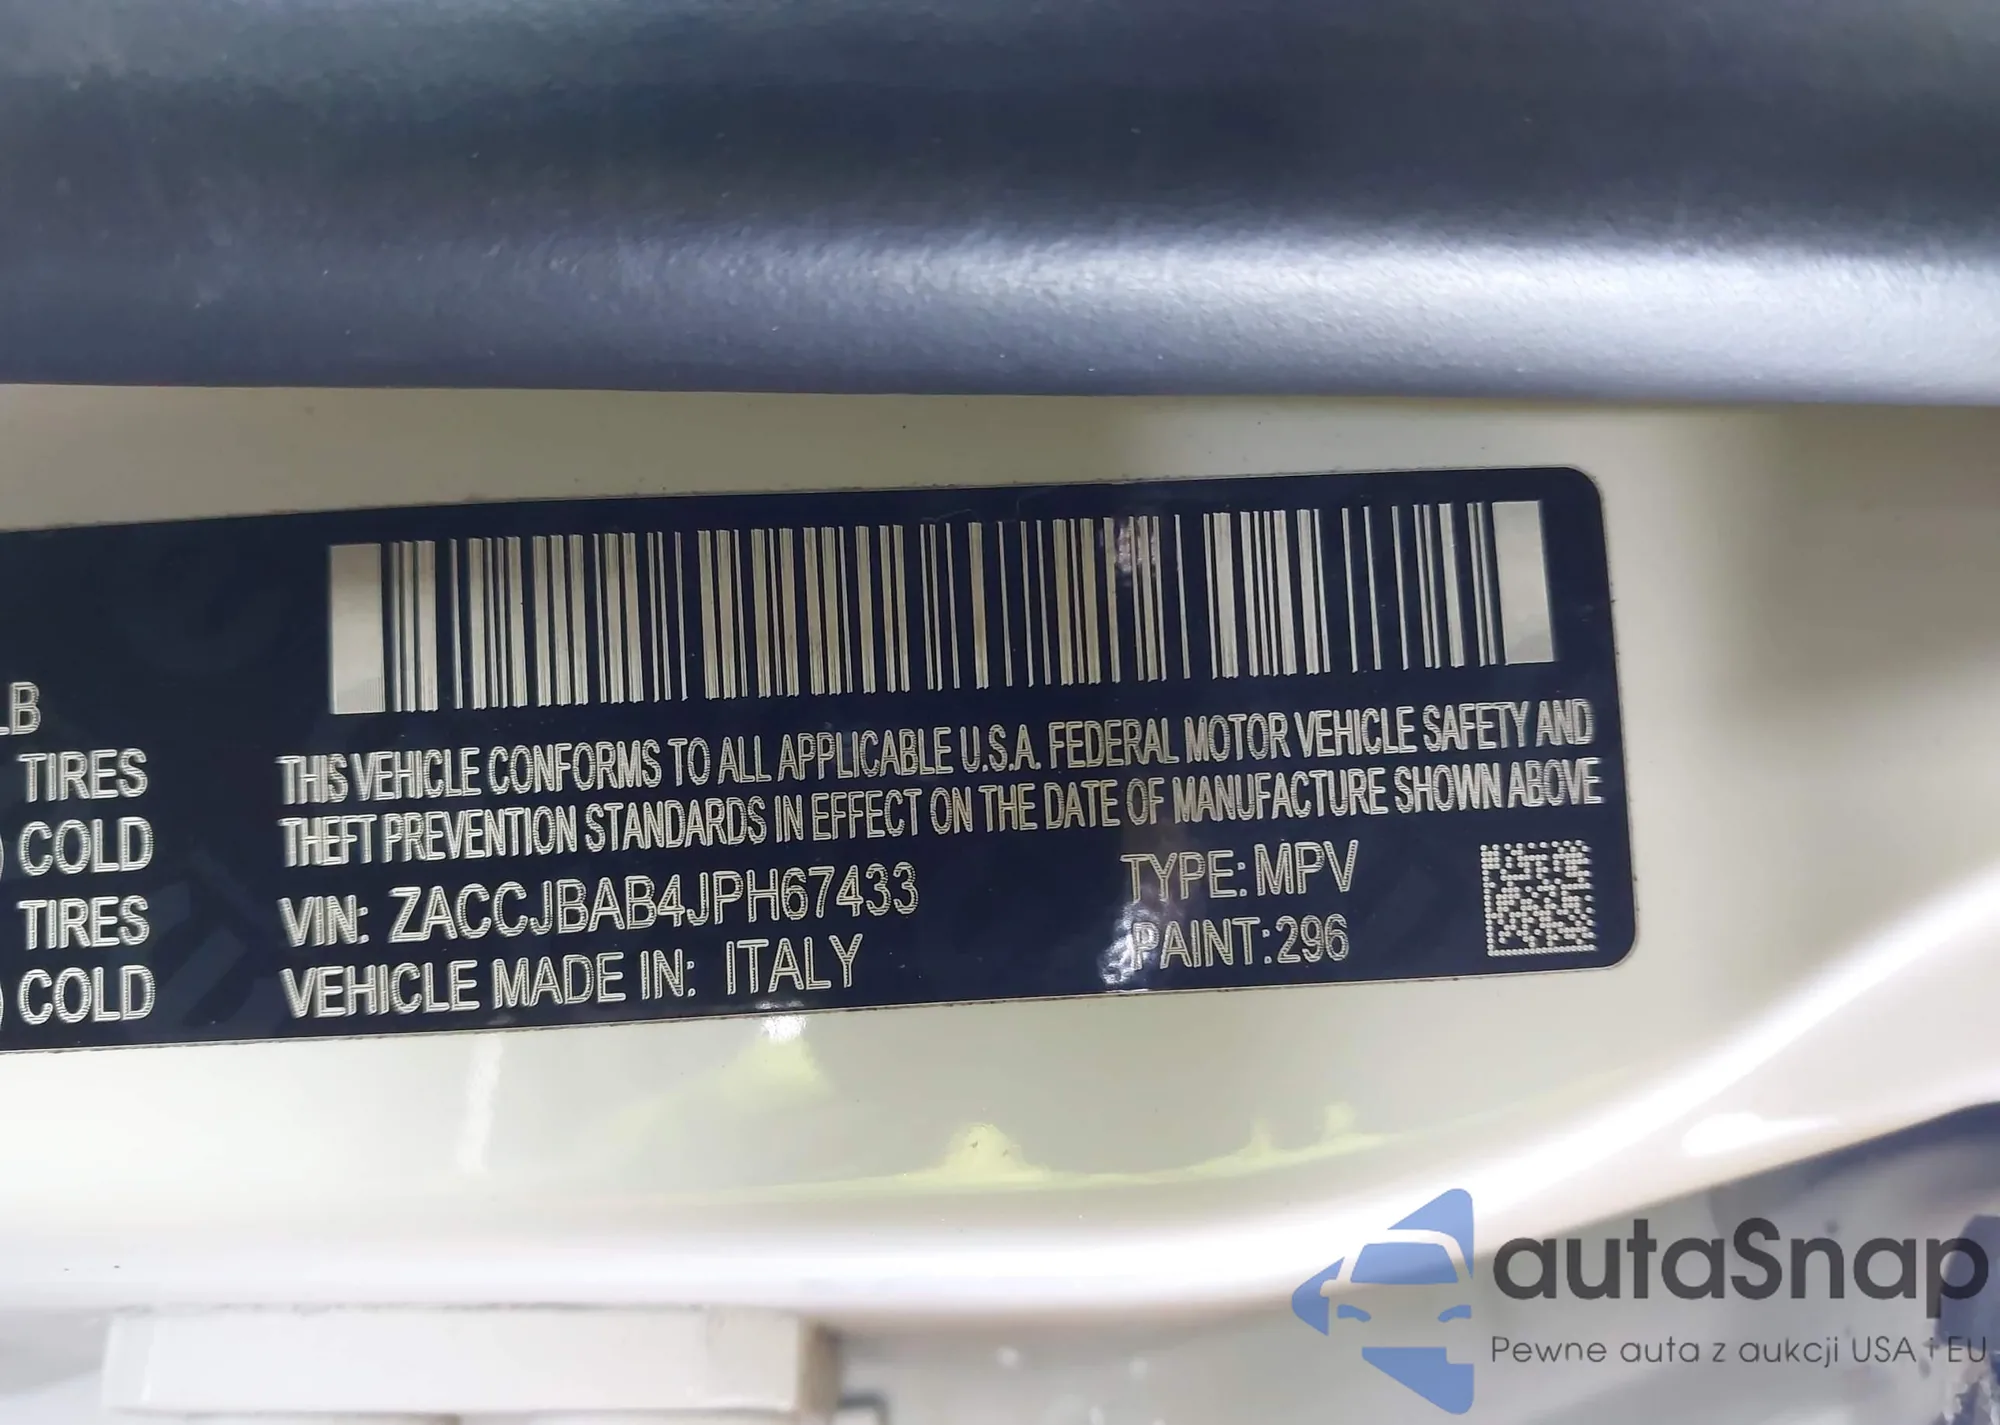 LB
TIRES
) COLD
TIRES
) COLD
THIS VEHICLE CONFORMS TO ALL APPLICABLE U.S.A. FEDERAL MOTOR VEHICLE SAFETY AND
THEFT PREVENTION STANDARDS IN EFFECT ON THE DATE OF MANUFACTURE SHOWN ABOVE
VIN: ZACCJBAB4JPH67433
TYPE: MPV
VEHICLE MADE IN: ITALY
PAINT: 296
autaSnap
Pewne auta z aukcji USA i EU